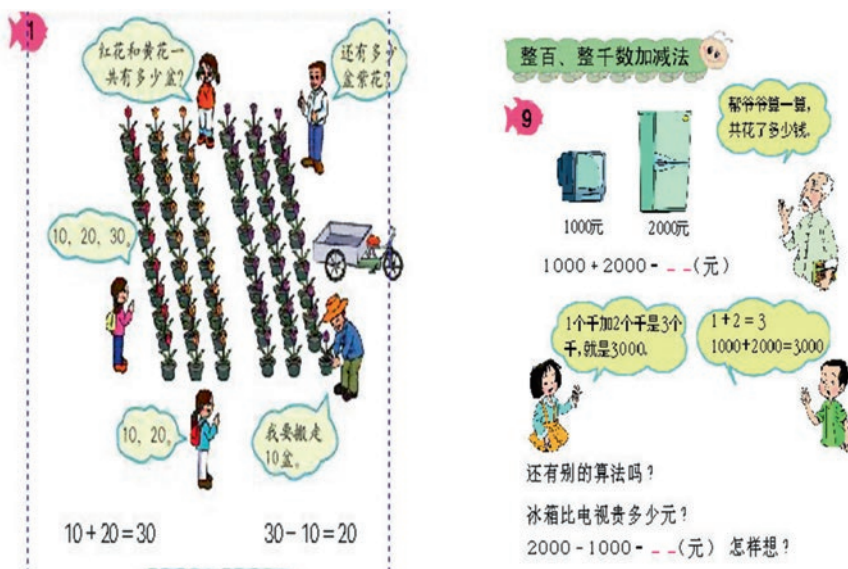 1
红花和黄花一
共有多少盆?
还有多少
盆紫花?
10, 20, 30。
10, 20。
我要搬走
10盆。
10+20=30
30-10=20
整百、整千数加减法
9
帮爷爷算一算,
共花了多少钱.
1000元
2000元
1000+2000-_ _(元)
1个千加2个千是3个
千,就是3000.
1+2=3
1000+2000=3000
还有别的算法吗?
冰箱比电视贵多少元?
2000-1000-_ _(元) 怎样想?